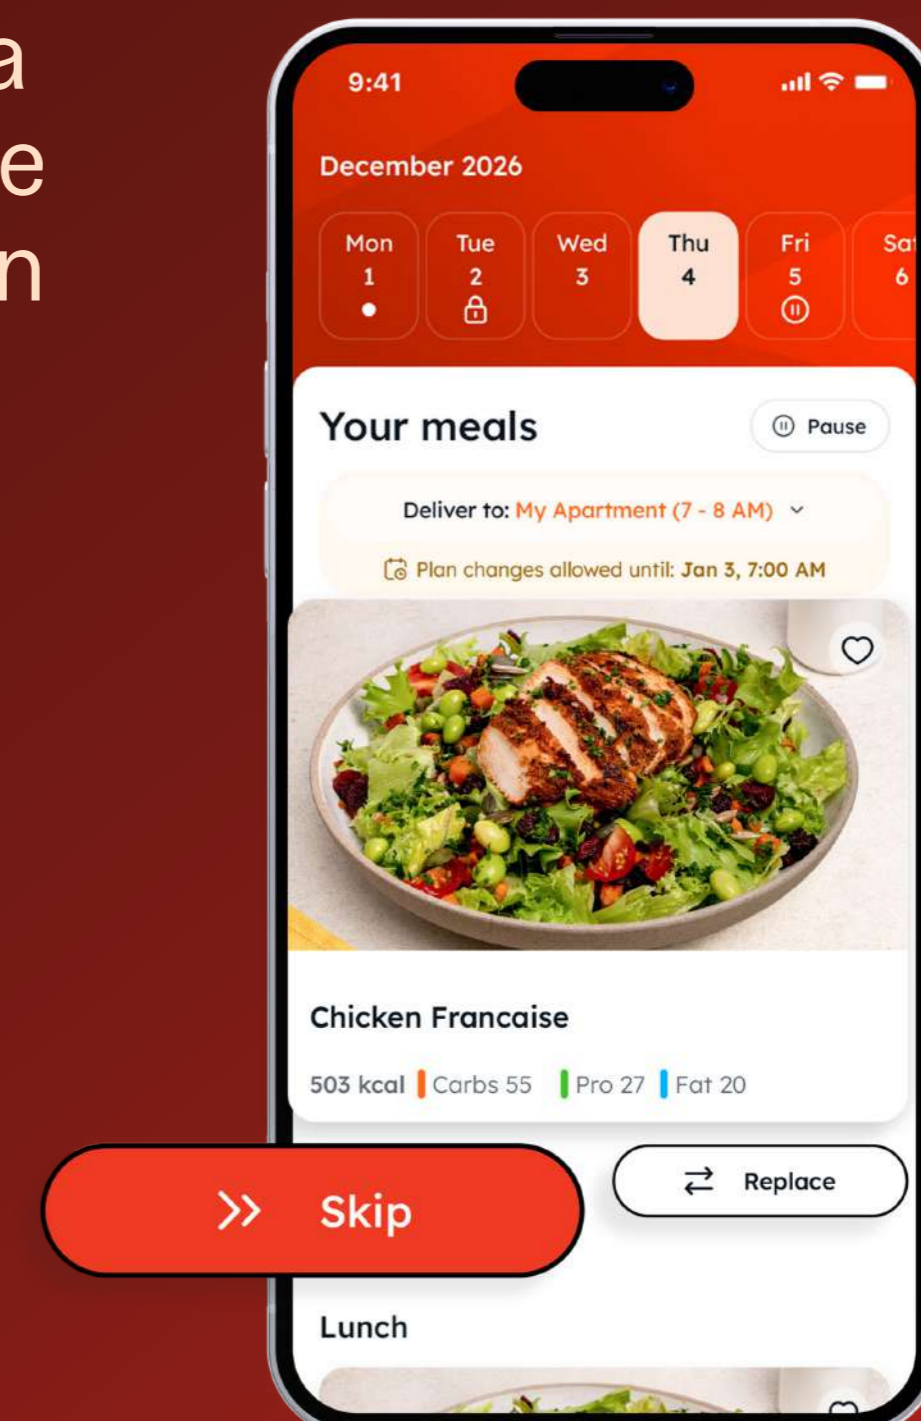 a
e
n
9:41
December 2026
Mon Tue Wed Thu Fri Sat
1 2 3 4 5 6
Your meals Pause
Deliver to: My Apartment (7 - 8 AM)
Plan changes allowed until: Jan 3, 7:00 AM
Chicken Francaise
503 kcal Carbs 55 Pro 27 Fat 20
Skip Replace
Lunch